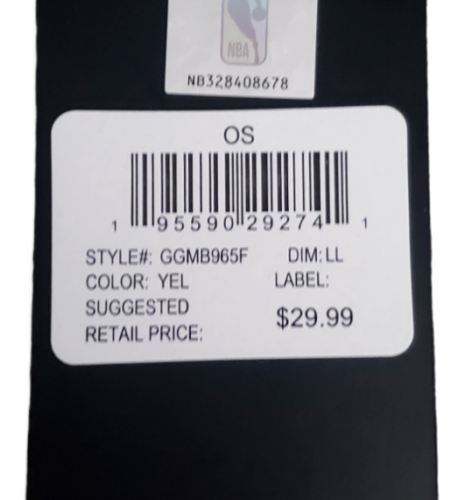 NBA
NB328408678
OS
1 95590 29274 1
STYLE#: GGMB965F DIM:LL
COLOR: YEL LABEL:
SUGGESTED
RETAIL PRICE: $29.99